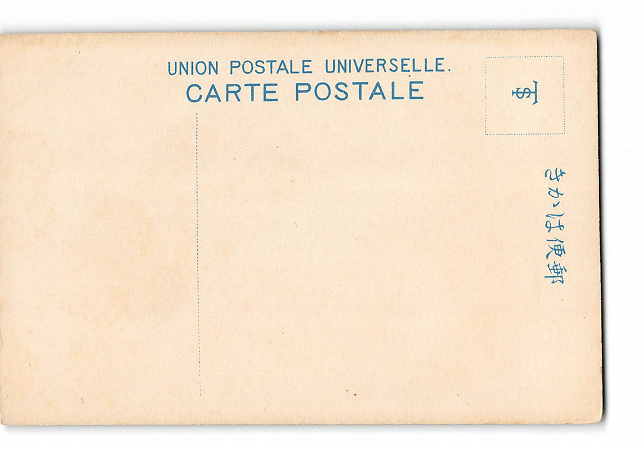 UNION POSTALE UNIVERSELLE.
CARTE POSTALE
郵便はかき